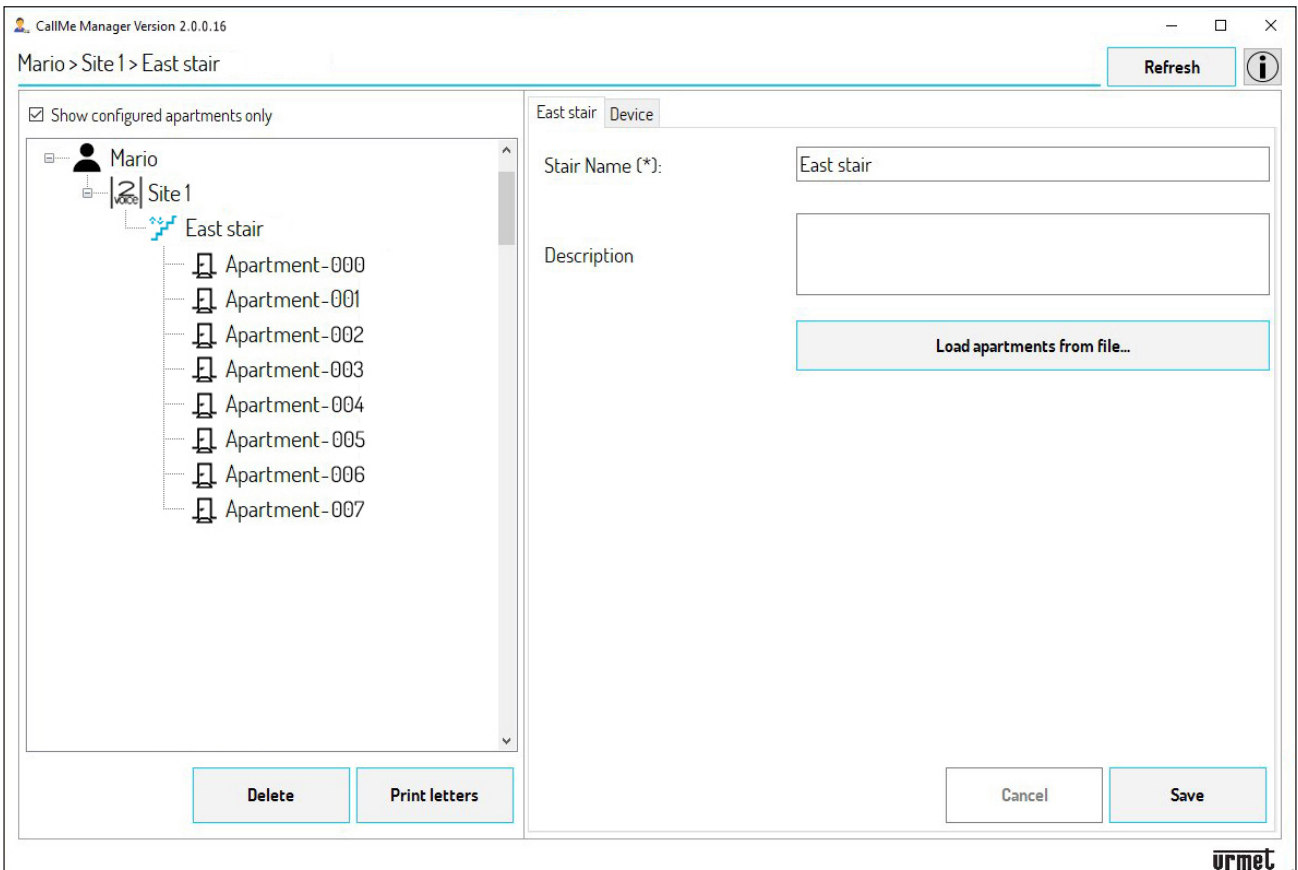 CallMe Manager Version 2.0.0.16
Mario > Site 1 > East stair
Refresh
i
Show configured apartments only
Mario
2 VOICE Site 1
East stair
Apartment-000
Apartment-001
Apartment-002
Apartment-003
Apartment-004
Apartment-005
Apartment-006
Apartment-007
Delete
Print letters
East stair
Device
Stair Name (*):
East stair
Description
Load apartments from file...
Cancel
Save
urmet